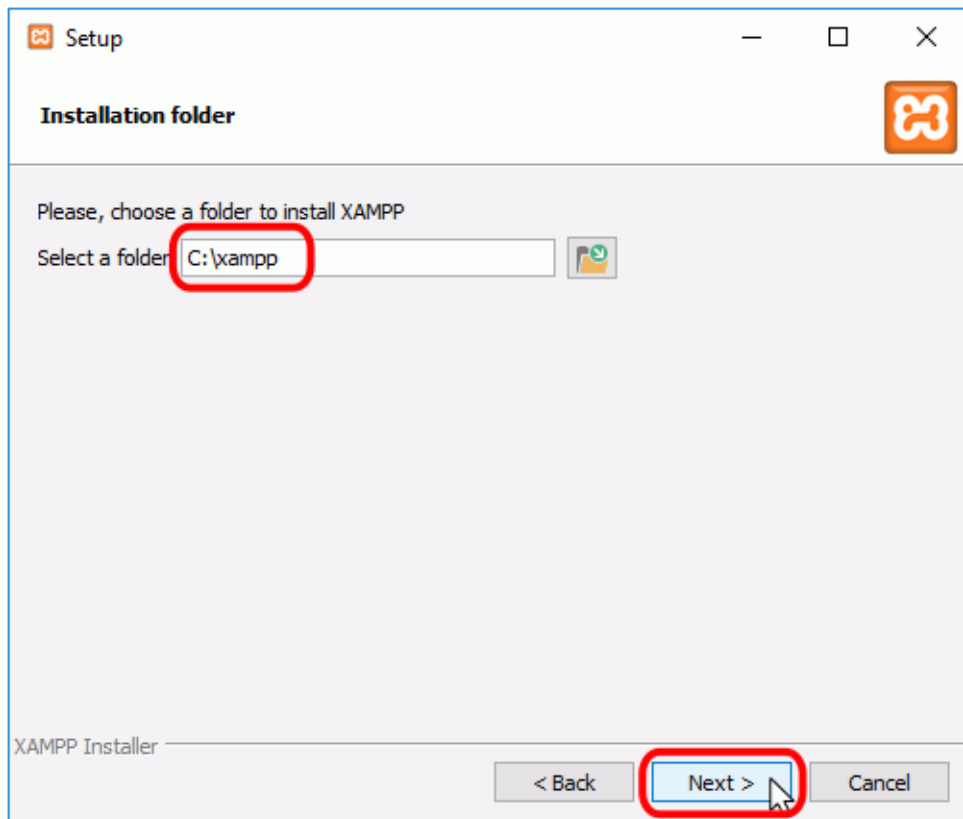 Setup
Installation folder
Please, choose a folder to install XAMPP
Select a folder C:\xampp
XAMPP Installer
< Back Next > Cancel